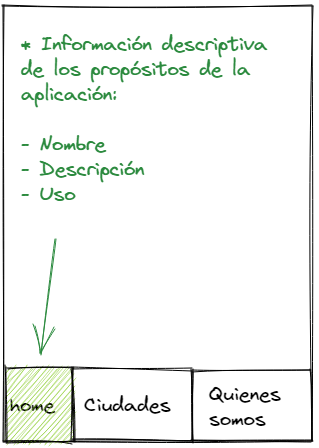 * Información descriptiva
de los propósitos de la
aplicación:
- Nombre
- Descripción
- Uso
home
Ciudades
Quienes
somos